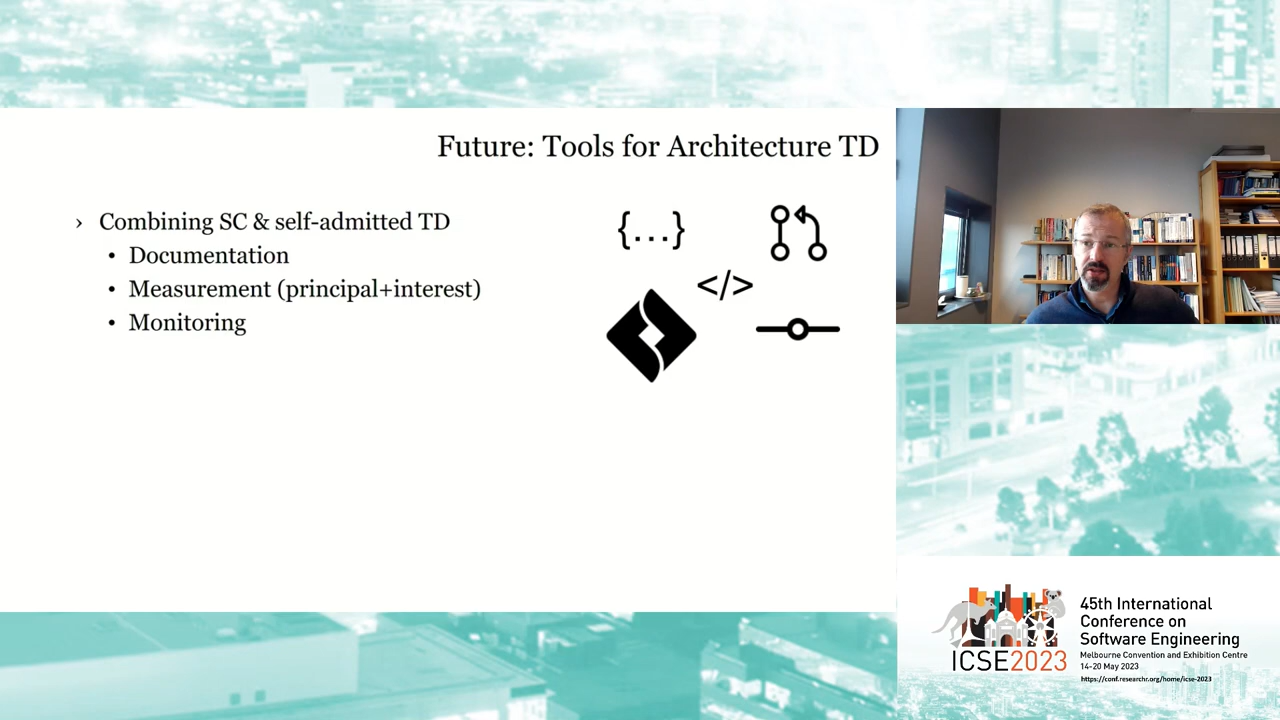 Future: Tools for Architecture TD
› Combining SC & self-admitted TD
• Documentation
• Measurement (principal+interest)
• Monitoring
{...}
</>
45th International
Conference on
Software Engineering
Melbourne Convention and Exhibition Centre
14-20 May 2023
https://conf.researchr.org/home/icse-2023
ICSE2023